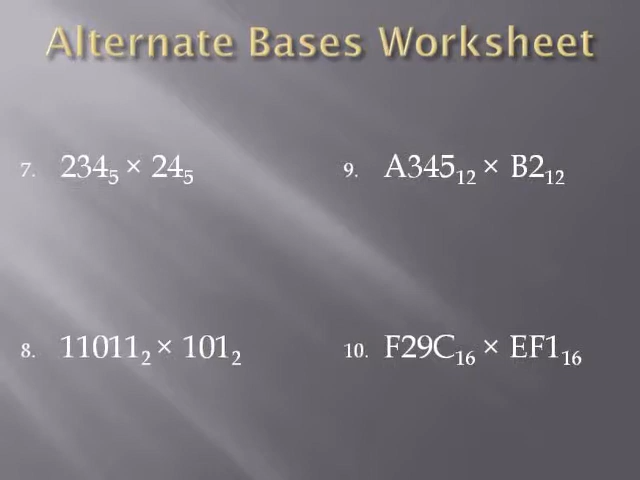 Alternate Bases Worksheet
7. 234₅ × 24₅
9. A345₁₂ × B2₁₂
8. 11011₂ × 101₂
10. F29C₁₆ × EF1₁₆